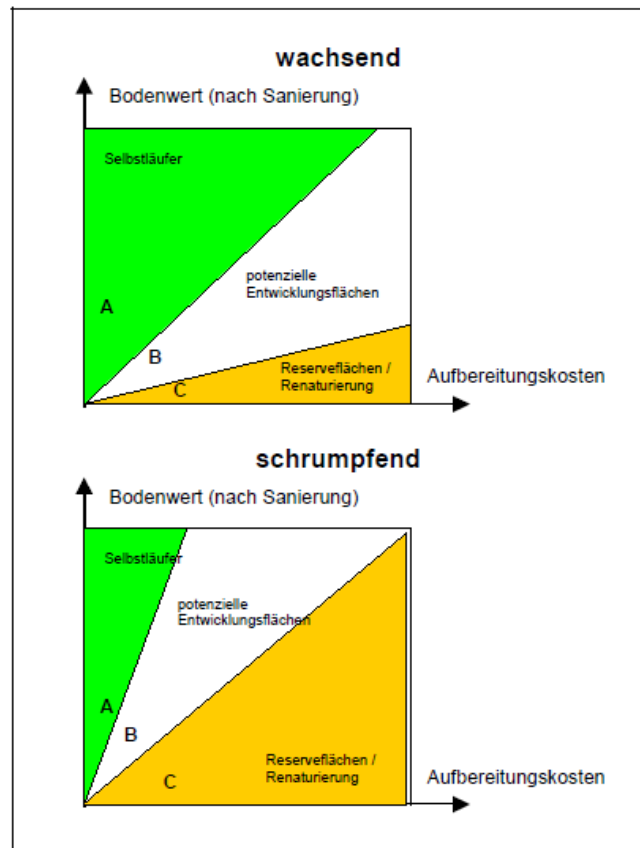 wachsend
Bodenwert (nach Sanierung)
Selbstläufer
potenzielle
Entwicklungsflächen
A
B
Reserveflächen /
Renaturierung
C
Aufbereitungskosten
schrumpfend
Bodenwert (nach Sanierung)
Selbstläufer
potenzielle
Entwicklungsflächen
A
B
Reserveflächen /
Renaturierung
C
Aufbereitungskosten